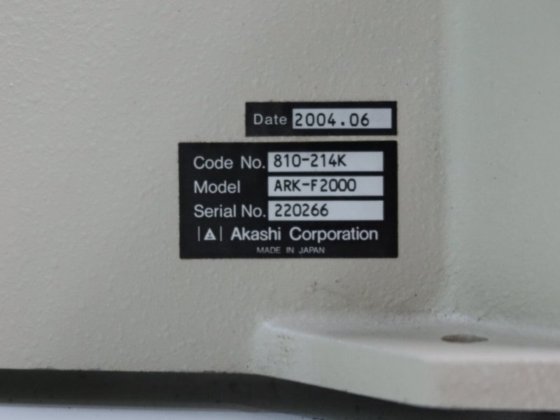 Date 2004.06
Code No. 810-214K
Model ARK-F2000
Serial No. 220266
Akashi Corporation
MADE IN JAPAN